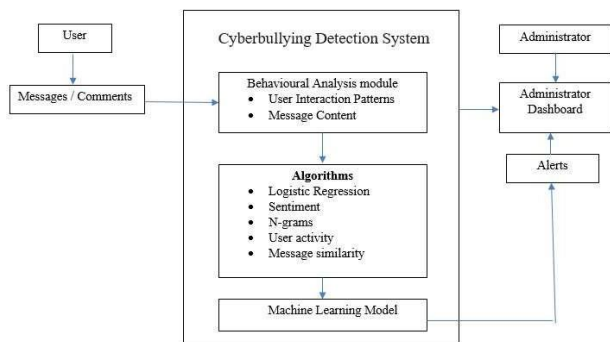 User
Messages / Comments
Cyberbullying Detection System
Behavioural Analysis module
• User Interaction Patterns
• Message Content
Algorithms
• Logistic Regression
• Sentiment
• N-grams
• User activity
• Message similarity
Machine Learning Model
Administrator
Administrator
Dashboard
Alerts